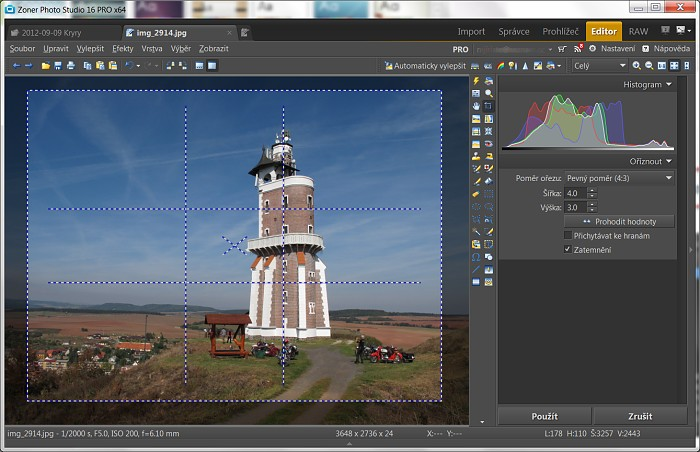 Zoner Photo Studio 16 PRO x64
2012-09-09 Kryry
img_2914.jpg
Import Správce Prohlížeč Editor RAW
Soubor Upravit Vylepšit Efekty Vrstva Výběr Zobrazit
PRO
Nastavení Nápověda
Automaticky vylepšit
Celý
Histogram
Oříznout
Poměr ořezu: Pevný poměr (4:3)
Šířka: 4.0
Výška: 3.0
Prohodit hodnoty
Přichytávat ke hranám
Zatemnění
Použít Zrušit
img_2914.jpg - 1/2000 s, F5.0, ISO 200, f=6.10 mm
3648 x 2736 x 24
X:--- Y:---
L:178 H:110 Š:3257 V:2443